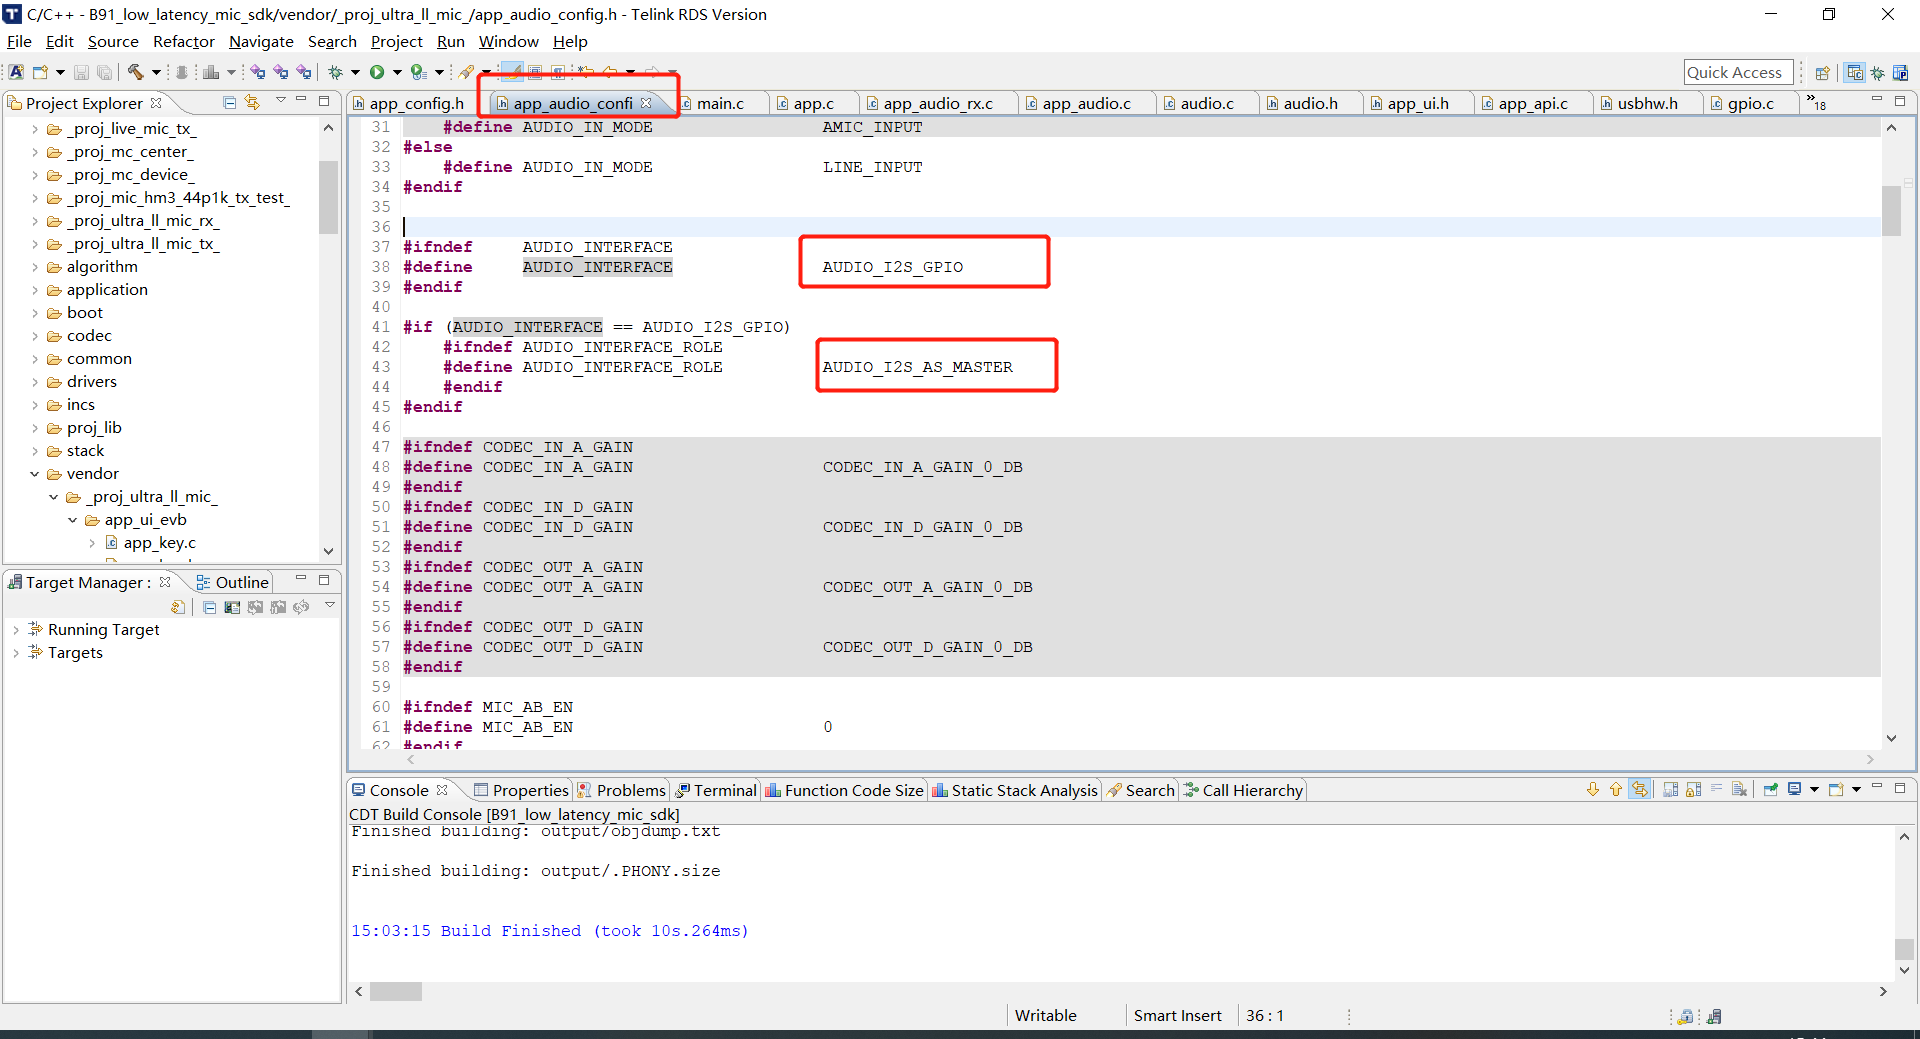 C/C++ - B91_low_latency_mic_sdk/vendor/_proj_ultra_ll_mic_/app_audio_config.h - Telink RDS Version
File Edit Source Refactor Navigate Search Project Run Window Help
Quick Access
Project Explorer
_proj_live_mic_tx_
_proj_mc_center_
_proj_mc_device_
_proj_mic_hm3_44p1k_tx_test_
_proj_ultra_ll_mic_rx_
_proj_ultra_ll_mic_tx_
algorithm
application
boot
codec
common
drivers
incs
proj_lib
stack
vendor
_proj_ultra_ll_mic_
app_ui_evb
app_key.c
Target Manager : Outline
Running Target
Targets
app_config.h app_audio_confi main.c app.c app_audio_rx.c app_audio.c audio.c audio.h app_ui.h app_api.c usbhw.h gpio.c »18
31 #define AUDIO_IN_MODE AMIC_INPUT
32 #else
33 #define AUDIO_IN_MODE LINE_INPUT
34 #endif
35
36
37 #ifndef AUDIO_INTERFACE
38 #define AUDIO_INTERFACE AUDIO_I2S_GPIO
39 #endif
40
41 #if (AUDIO_INTERFACE == AUDIO_I2S_GPIO)
42 #ifndef AUDIO_INTERFACE_ROLE
43 #define AUDIO_INTERFACE_ROLE AUDIO_I2S_AS_MASTER
44 #endif
45 #endif
46
47 #ifndef CODEC_IN_A_GAIN
48 #define CODEC_IN_A_GAIN CODEC_IN_A_GAIN_0_DB
49 #endif
50 #ifndef CODEC_IN_D_GAIN
51 #define CODEC_IN_D_GAIN CODEC_IN_D_GAIN_0_DB
52 #endif
53 #ifndef CODEC_OUT_A_GAIN
54 #define CODEC_OUT_A_GAIN CODEC_OUT_A_GAIN_0_DB
55 #endif
56 #ifndef CODEC_OUT_D_GAIN
57 #define CODEC_OUT_D_GAIN CODEC_OUT_D_GAIN_0_DB
58 #endif
59
60 #ifndef MIC_AB_EN
61 #define MIC_AB_EN 0
62 #endif
Console Properties Problems Terminal Function Code Size Static Stack Analysis Search Call Hierarchy
CDT Build Console [B91_low_latency_mic_sdk]
Finished building: output/objdump.txt
Finished building: output/.PHONY.size
15:03:15 Build Finished (took 10s.264ms)
Writable Smart Insert 36 : 1